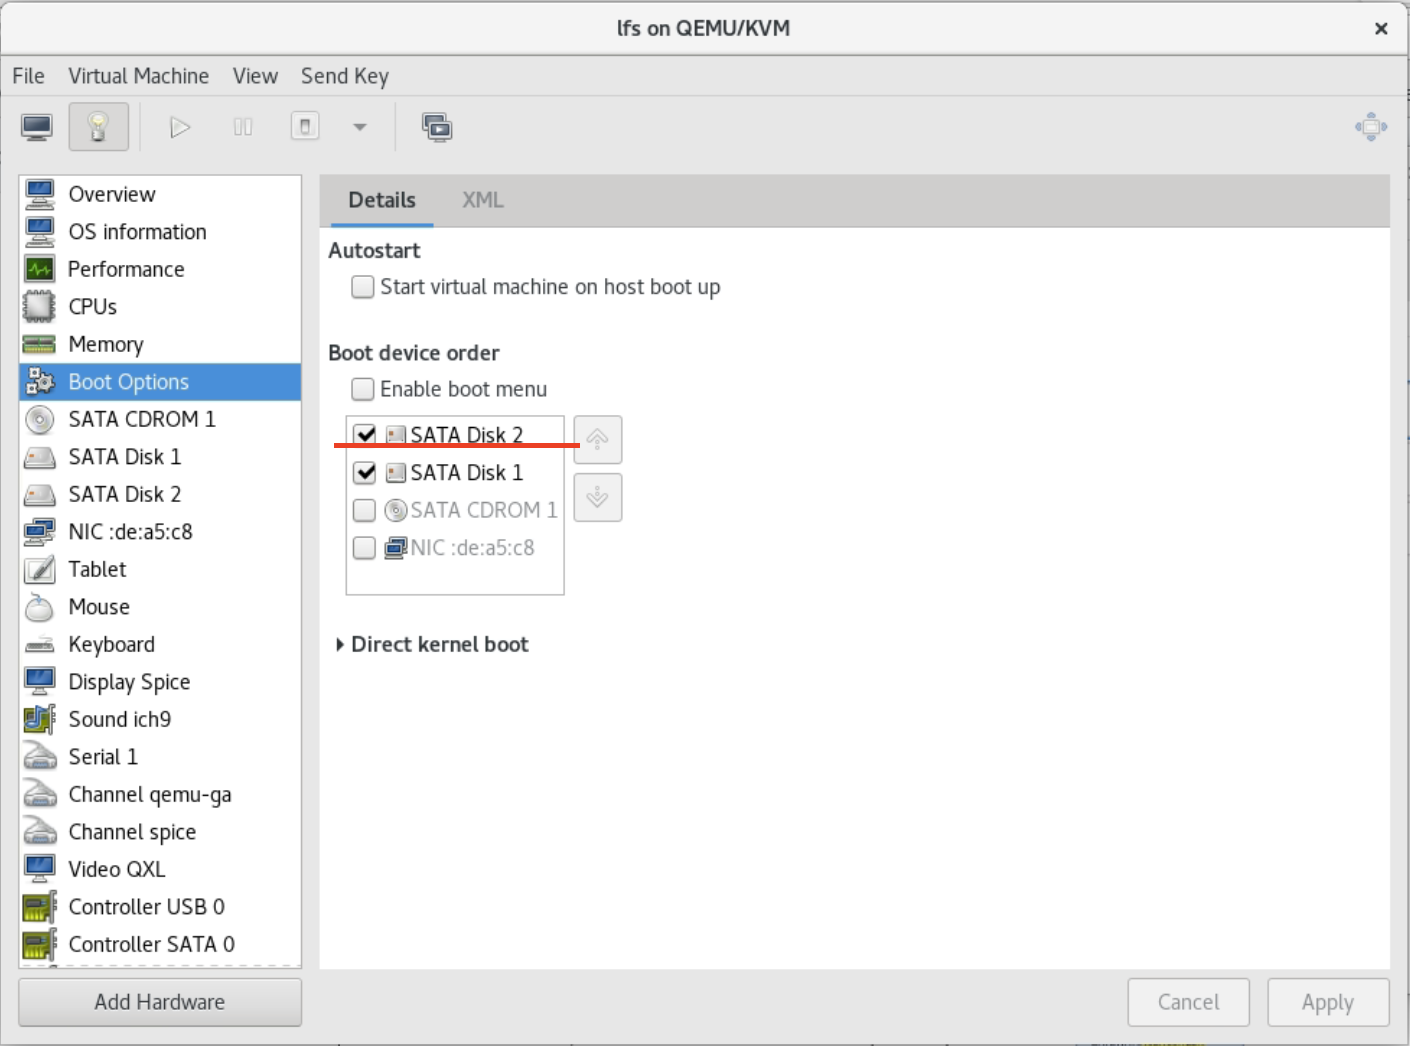 lfs on QEMU/KVM
File Virtual Machine View Send Key
Overview
OS information
Performance
CPUs
Memory
Boot Options
SATA CDROM 1
SATA Disk 1
SATA Disk 2
NIC :de:a5:c8
Tablet
Mouse
Keyboard
Display Spice
Sound ich9
Serial 1
Channel qemu-ga
Channel spice
Video QXL
Controller USB 0
Controller SATA 0
Add Hardware
Details XML
Autostart
Start virtual machine on host boot up
Boot device order
Enable boot menu
SATA Disk 2
SATA Disk 1
SATA CDROM 1
NIC :de:a5:c8
Direct kernel boot
Cancel Apply